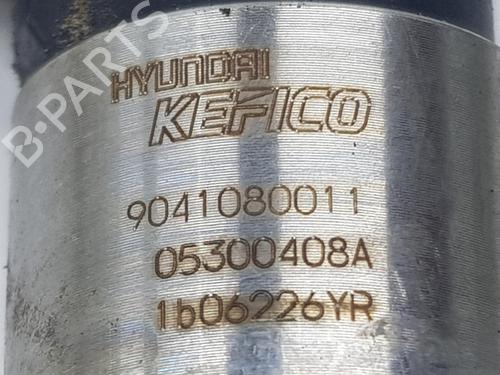 HYUNDAI
KEFICO
9041080011
05300408A
1b06226YR
B-PARTS